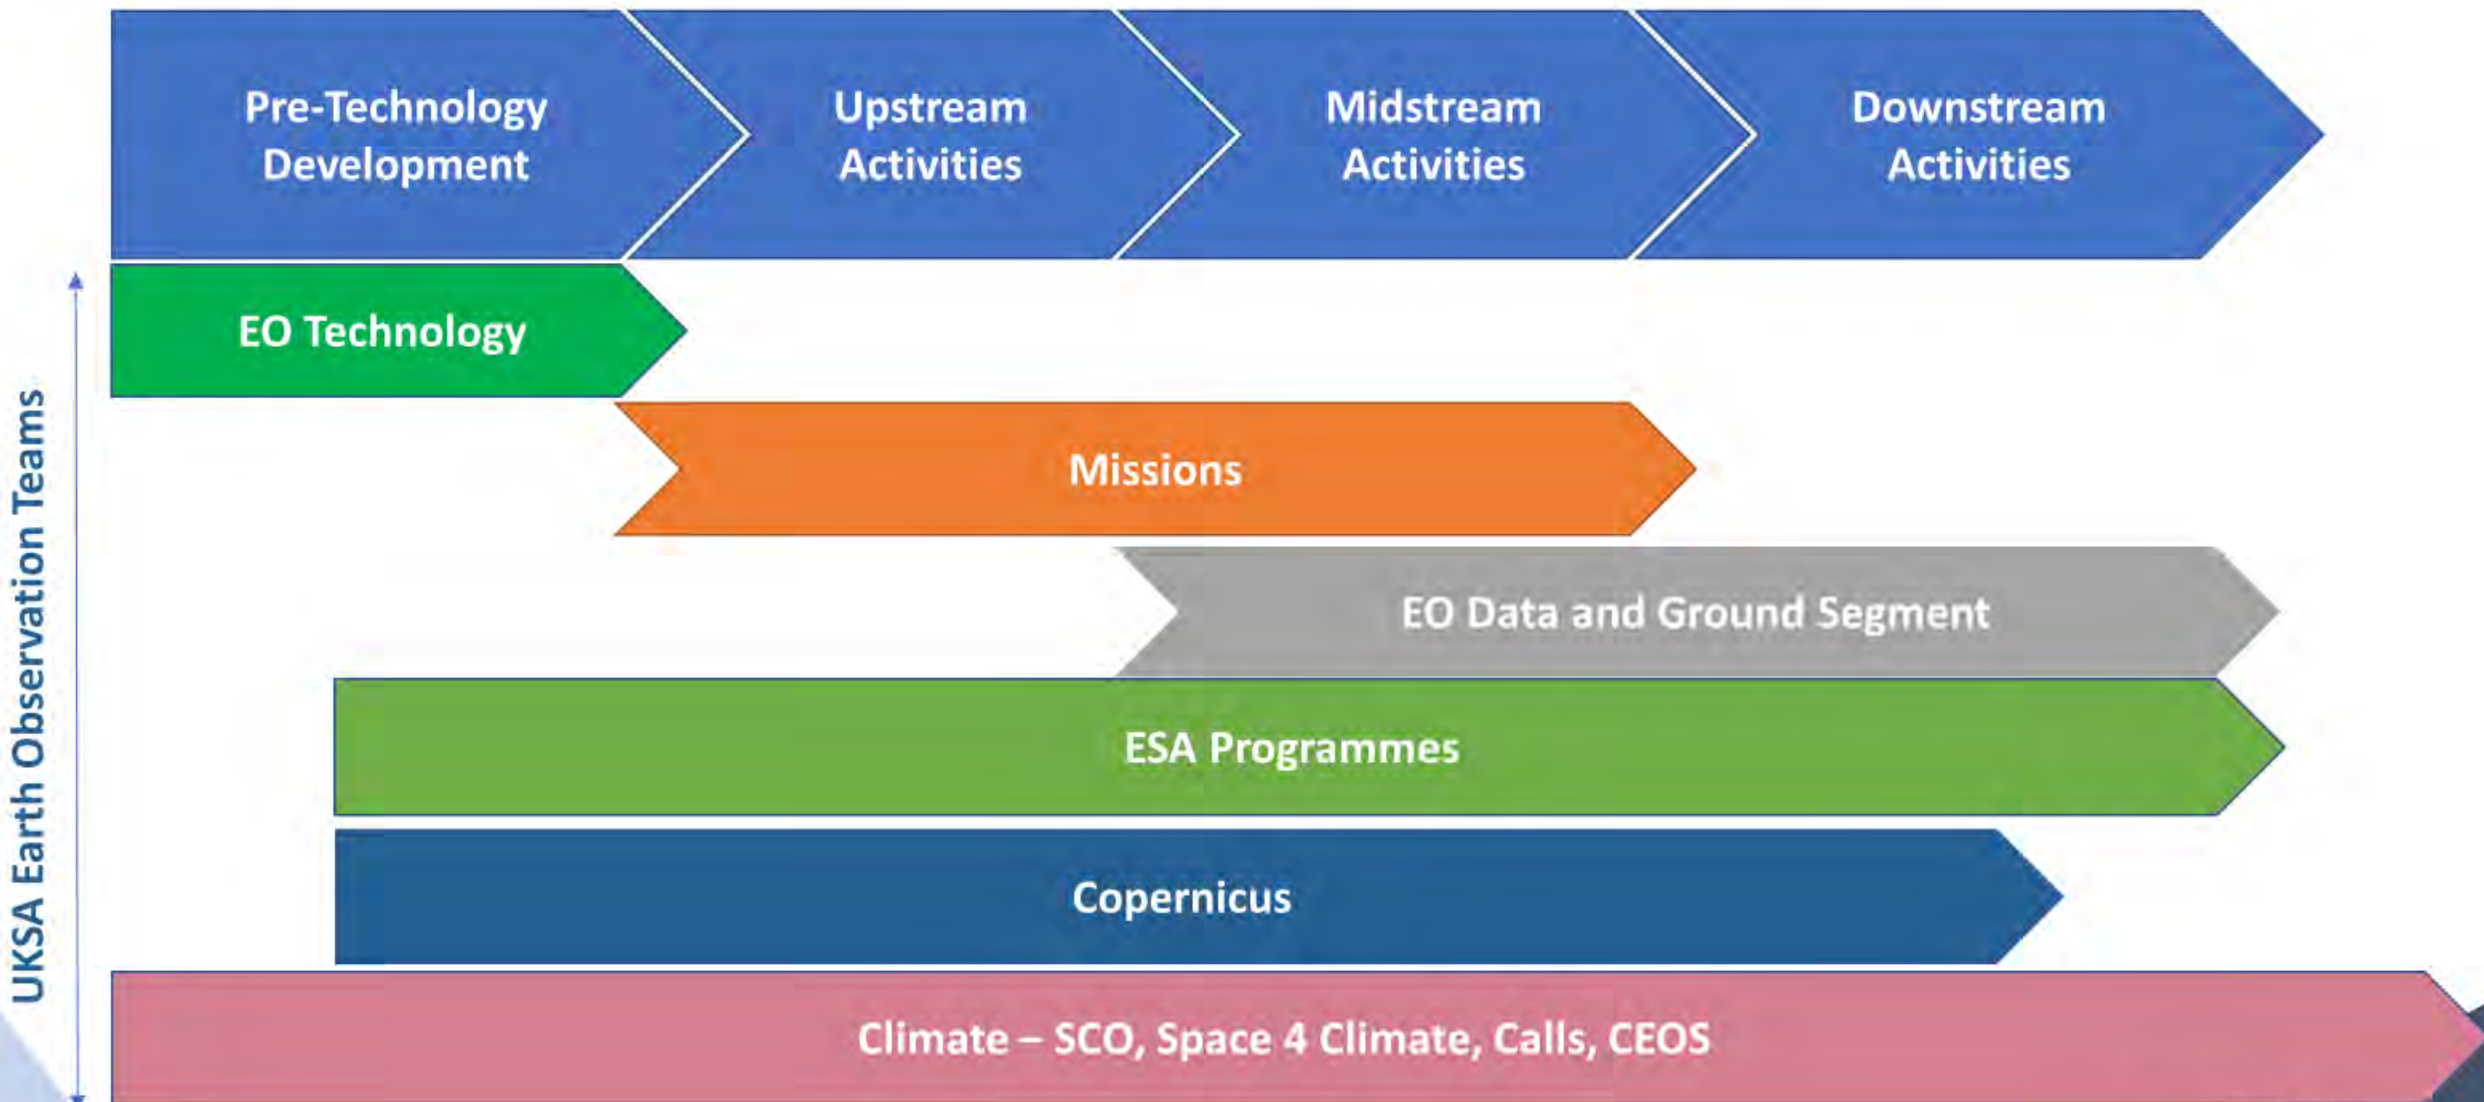 Pre-Technology
Development
Upstream
Activities
Midstream
Activities
Downstream
Activities
UKSA Earth Observation Teams
EO Technology
Missions
EO Data and Ground Segment
ESA Programmes
Copernicus
Climate – SCO, Space 4 Climate, Calls, CEOS